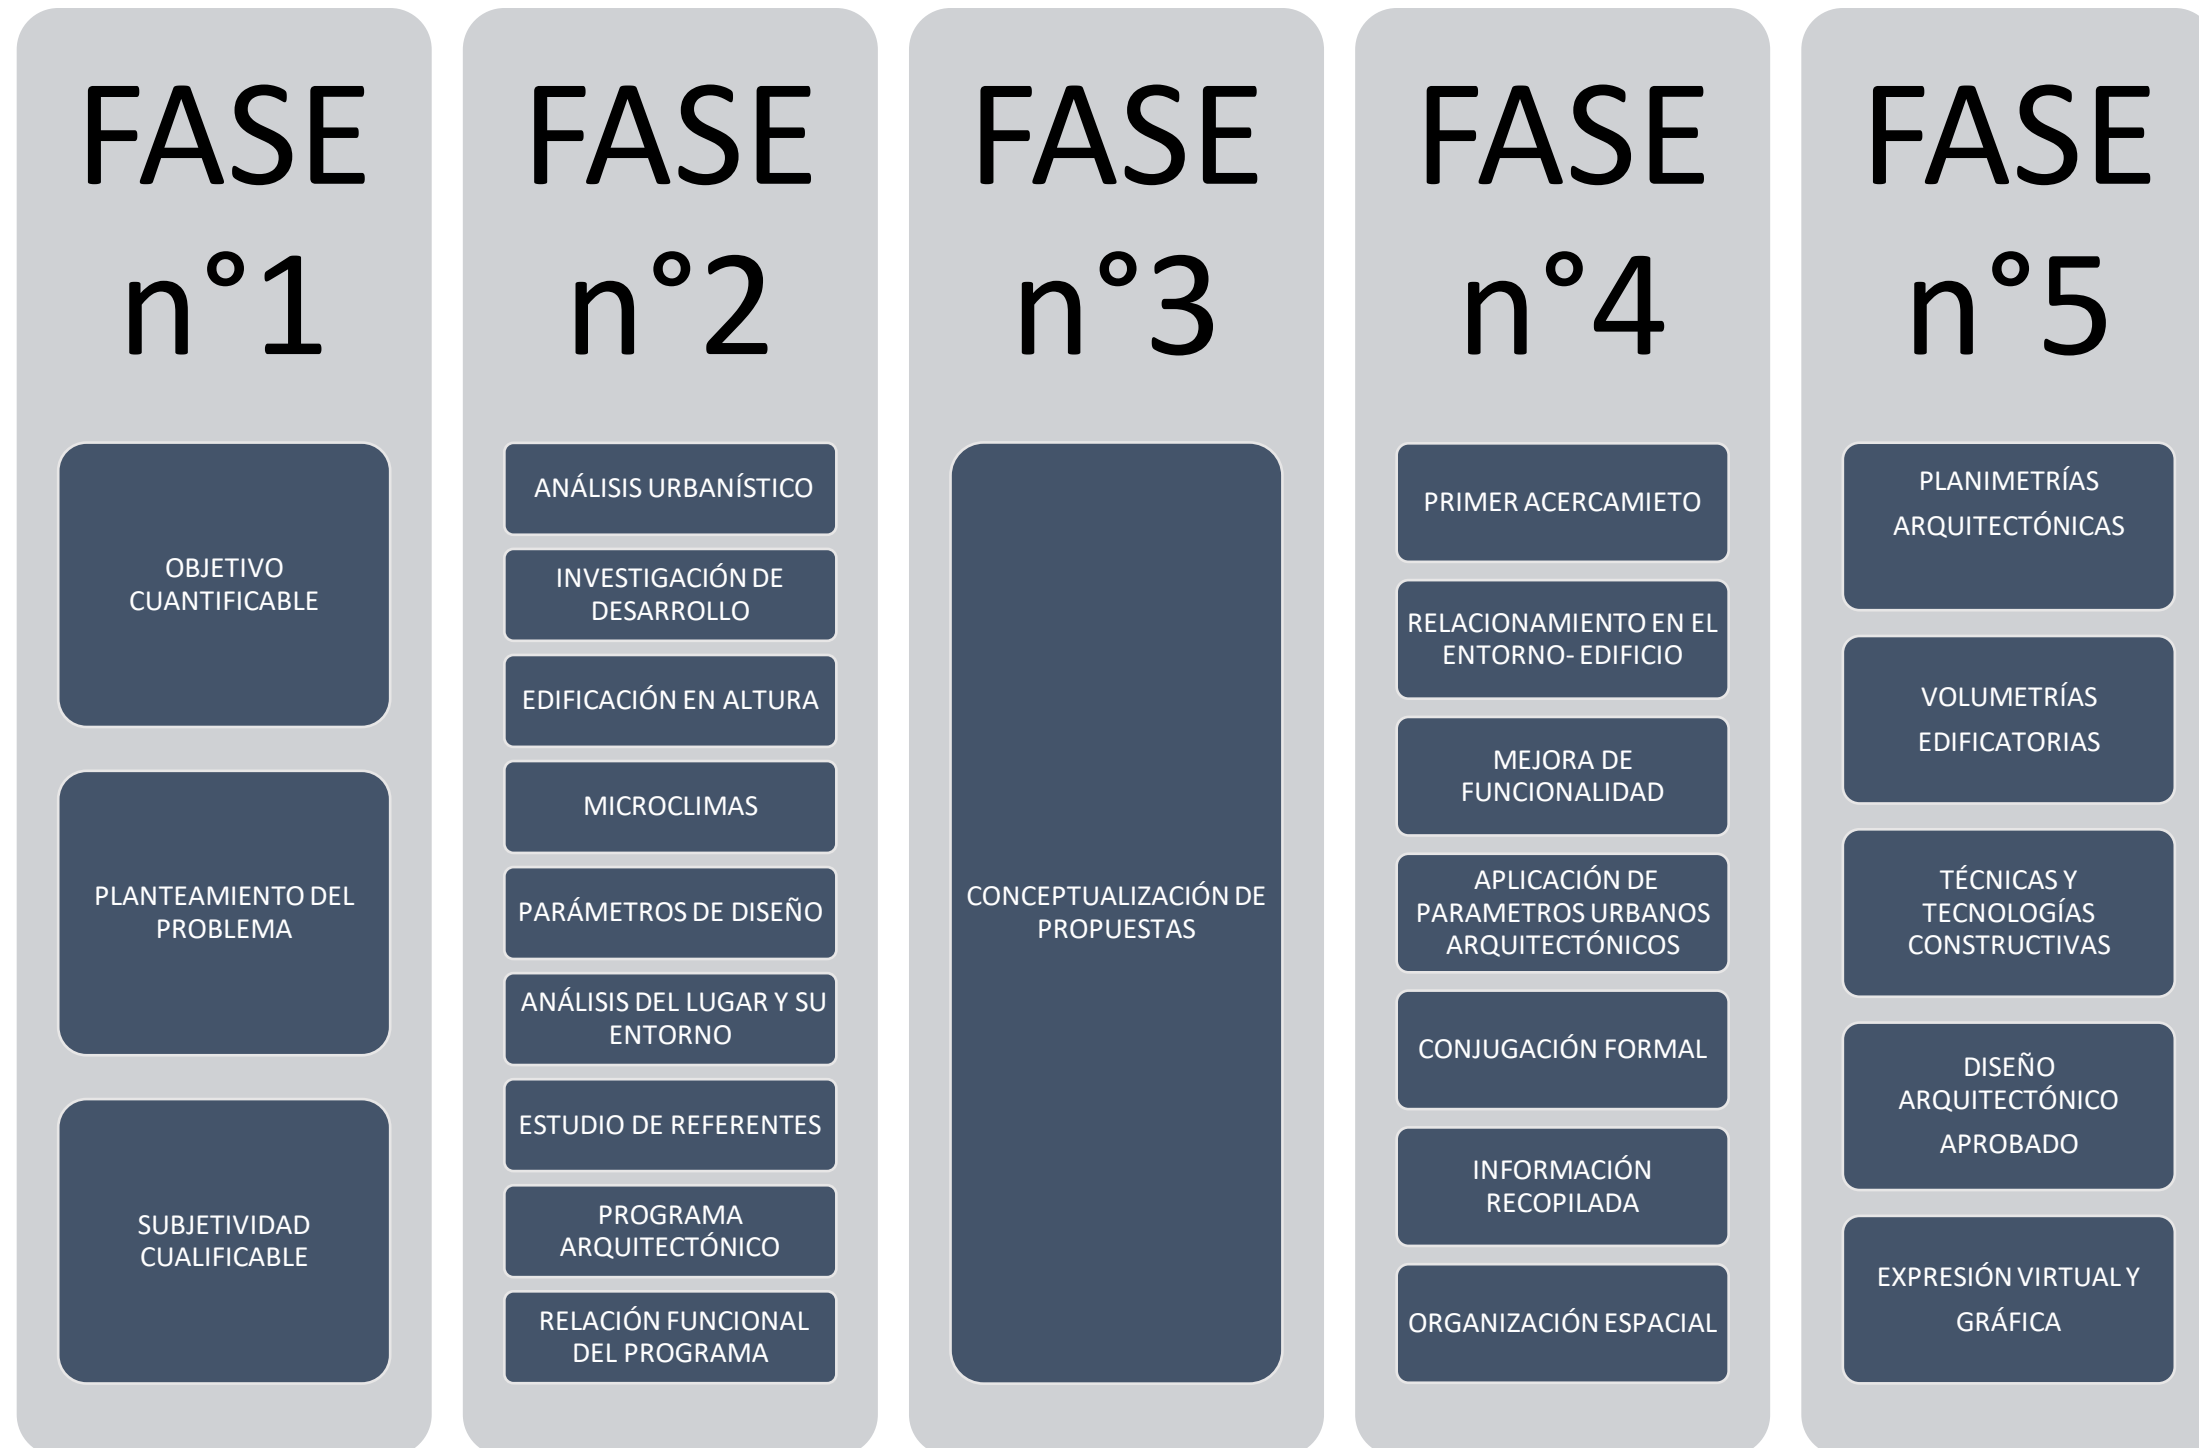 FASE
n°1
OBJETIVO
CUANTIFICABLE
PLANTEAMIENTO DEL
PROBLEMA
SUBJETIVIDAD
CUALIFICABLE
FASE
n°2
ANÁLISIS URBANÍSTICO
INVESTIGACIÓN DE
DESARROLLO
EDIFICACIÓN EN ALTURA
MICROCLIMAS
PARÁMETROS DE DISEÑO
ANÁLISIS DEL LUGAR Y SU
ENTORNO
ESTUDIO DE REFERENTES
PROGRAMA
ARQUITECTÓNICO
RELACIÓN FUNCIONAL
DEL PROGRAMA
FASE
n°3
CONCEPTUALIZACIÓN DE
PROPUESTAS
FASE
n°4
PRIMER ACERCAMIETO
RELACIONAMIENTO EN EL
ENTORNO- EDIFICIO
MEJORA DE
FUNCIONALIDAD
APLICACIÓN DE
PARAMETROS URBANOS
ARQUITECTÓNICOS
CONJUGACIÓN FORMAL
INFORMACIÓN
RECOPILADA
ORGANIZACIÓN ESPACIAL
FASE
n°5
PLANIMETRÍAS
ARQUITECTÓNICAS
VOLUMETRÍAS
EDIFICATORIAS
TÉCNICAS Y
TECNOLOGÍAS
CONSTRUCTIVAS
DISEÑO
ARQUITECTÓNICO
APROBADO
EXPRESIÓN VIRTUAL Y
GRÁFICA